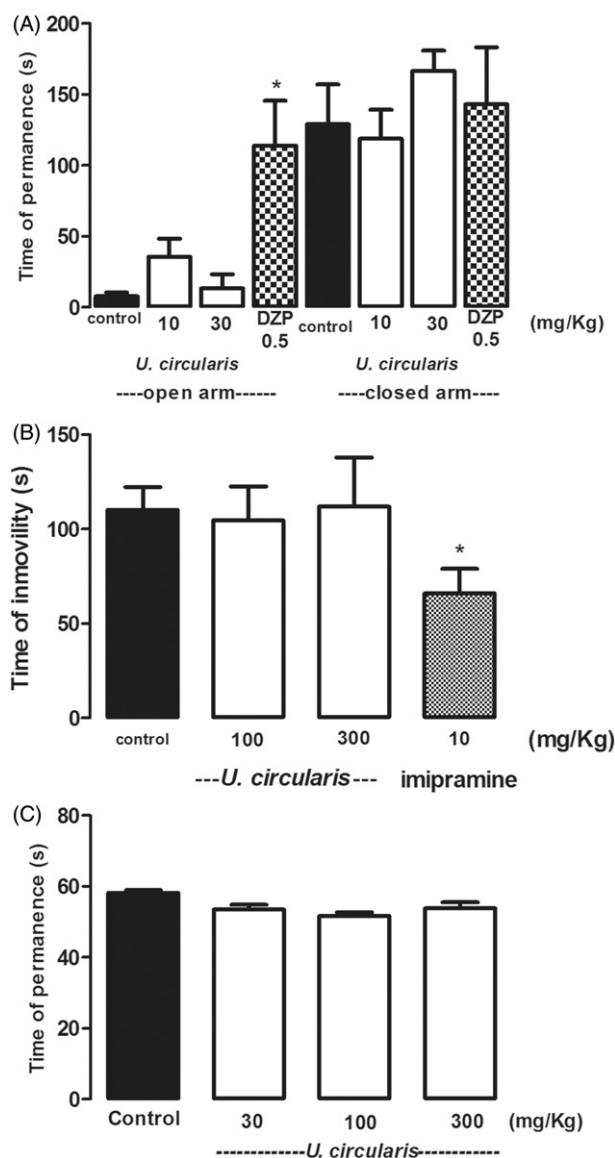 (A)
Time of permanence (s)
200
150
100
50
0
*
control 10 30 DZP 0.5 control 10 30 DZP 0.5 (mg/Kg)
U. circularis U. circularis
----open arm------ ----closed arm----
(B)
Time of inmovility (s)
150
100
50
0
*
control 100 300 10 (mg/Kg)
---U. circularis --- imipramine
(C)
Time of permanence (s)
80
60
40
20
0
Control 30 100 300 (mg/Kg)
-------------U. circularis------------